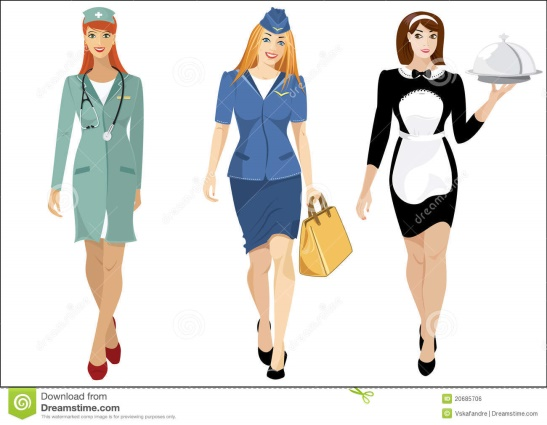 Download from
Dreamstime.com
This watermarked comp image is for previewing purposes only.
20685706
Vskafandre | Dreamstime.com